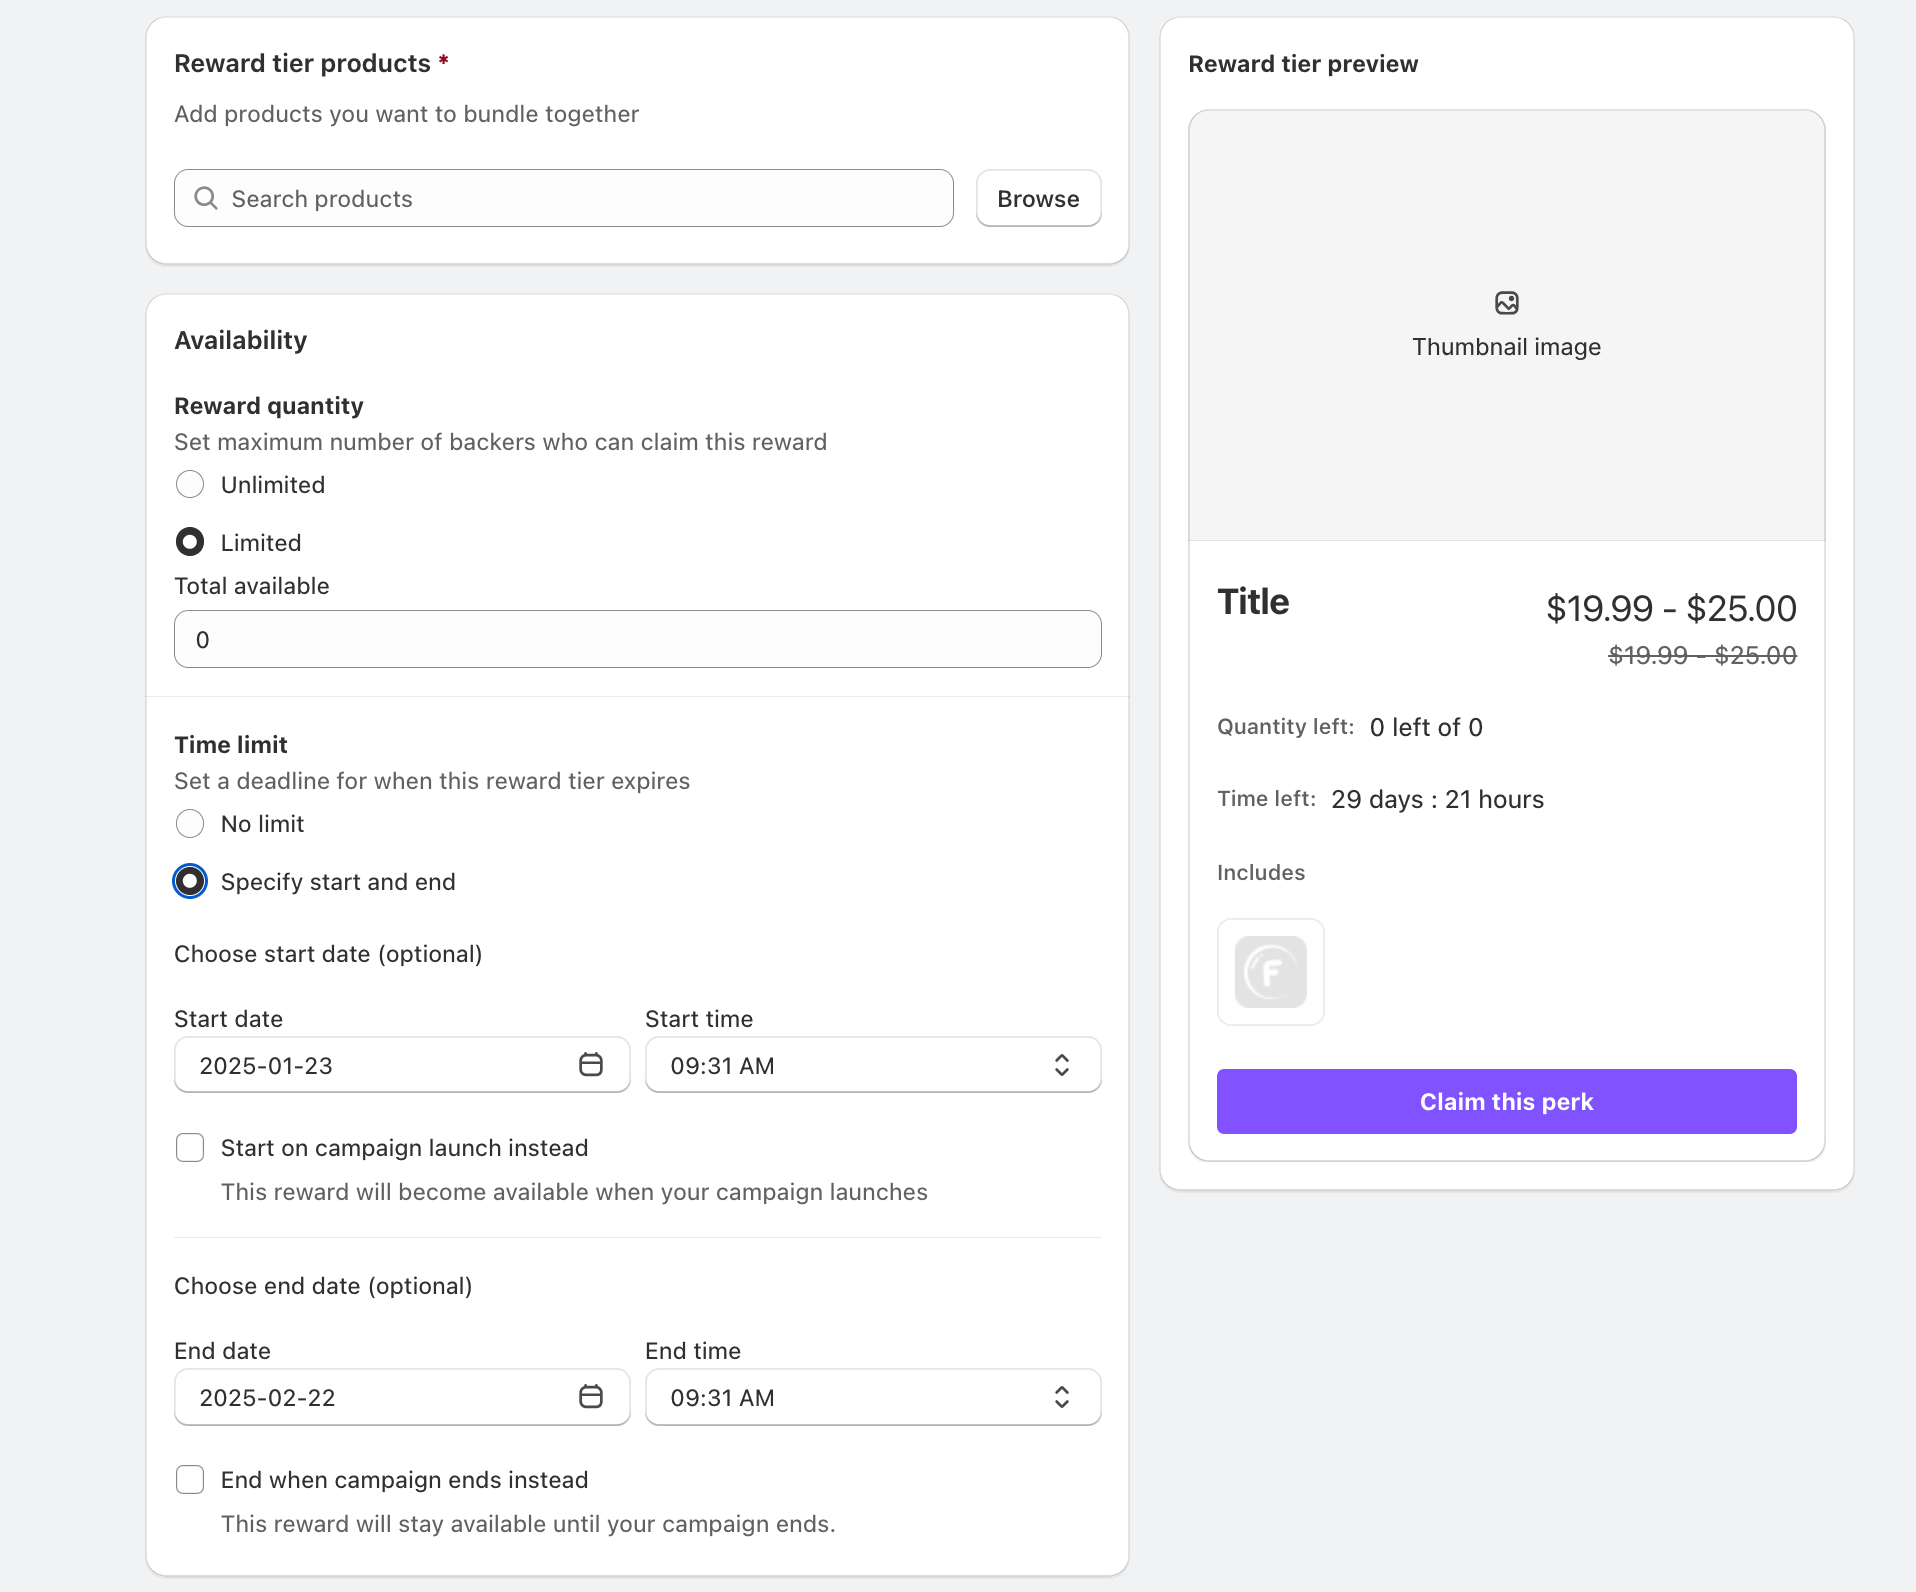 Reward tier products *
Add products you want to bundle together
Search products
Browse
Availability
Reward quantity
Set maximum number of backers who can claim this reward
Unlimited
Limited
Total available
0
Time limit
Set a deadline for when this reward tier expires
No limit
Specify start and end
Choose start date (optional)
Start date
Start time
2025-01-23
09:31 AM
Start on campaign launch instead
This reward will become available when your campaign launches
Choose end date (optional)
End date
End time
2025-02-22
09:31 AM
End when campaign ends instead
This reward will stay available until your campaign ends.
Reward tier preview
Thumbnail image
Title
$19.99 - $25.00
$19.99 - $25.00
Quantity left: 0 left of 0
Time left: 29 days : 21 hours
Includes
F
Claim this perk